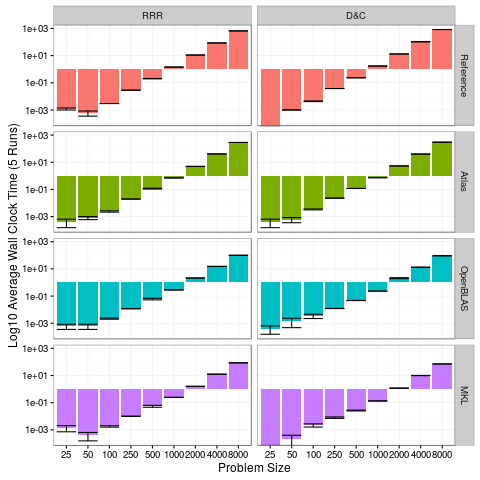 RRR D&C
Log10 Average Wall Clock Time (5 Runs)
1e+03
1e+01
1e-01
1e-03
Reference
1e+03
1e+01
1e-01
1e-03
Atlas
1e+03
1e+01
1e-01
1e-03
OpenBLAS
1e+03
1e+01
1e-01
1e-03
MKL
25 50 100 250 500 1000 2000 4000 8000 25 50 100 250 500 1000 2000 4000 8000
Problem Size